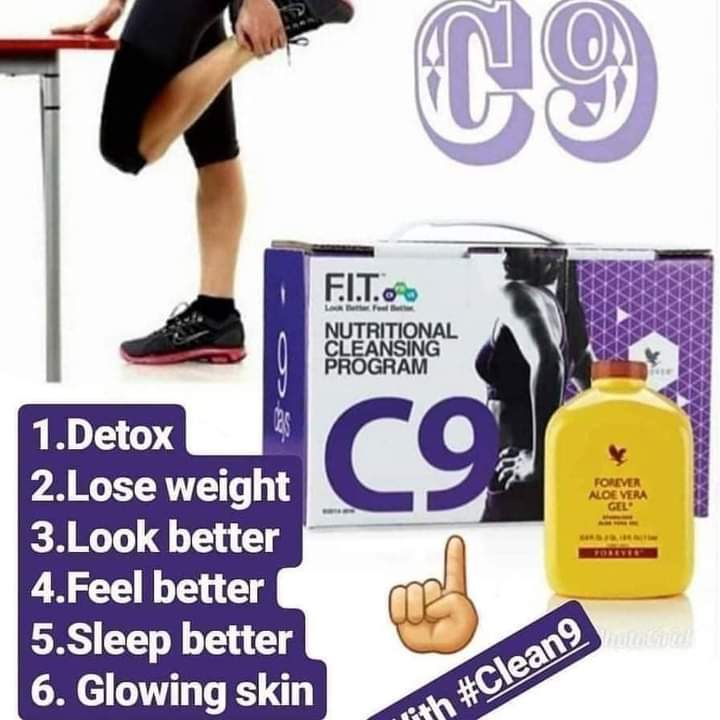 C9
F.I.T.
Look Better. Feel Better.
NUTRITIONAL
CLEANSING
PROGRAM
C9
9
days
FOREVER
ALOE VERA
GEL
FOREVER
1.Detox
2.Lose weight
3.Look better
4.Feel better
5.Sleep better
6. Glowing skin
With #Clean9
PhotoGrid